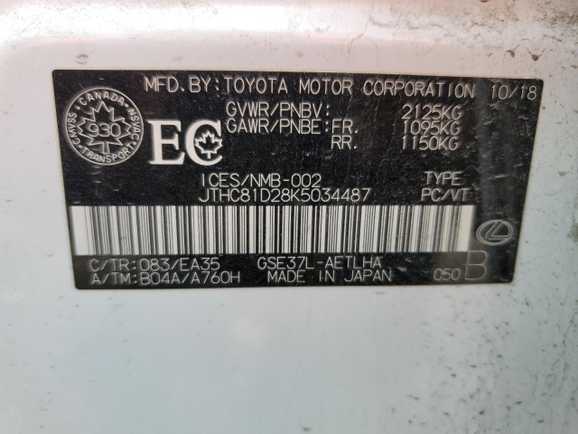 MFD. BY: TOYOTA MOTOR CORPORATION 10/18
GVWR/PNBV: 2125KG
GAWR/PNBE: FR. 1095KG
RR. 1150KG
CANADA
CMVSS NSVAC
930
TRANSPORT
EC
ICES/NMB-002 TYPE:
JTHC81D28K5034487 PC/VT
C/TR: 083/EA35 GSE37L-AETLHA
A/TM: B04A/A760H MADE IN JAPAN 050 B